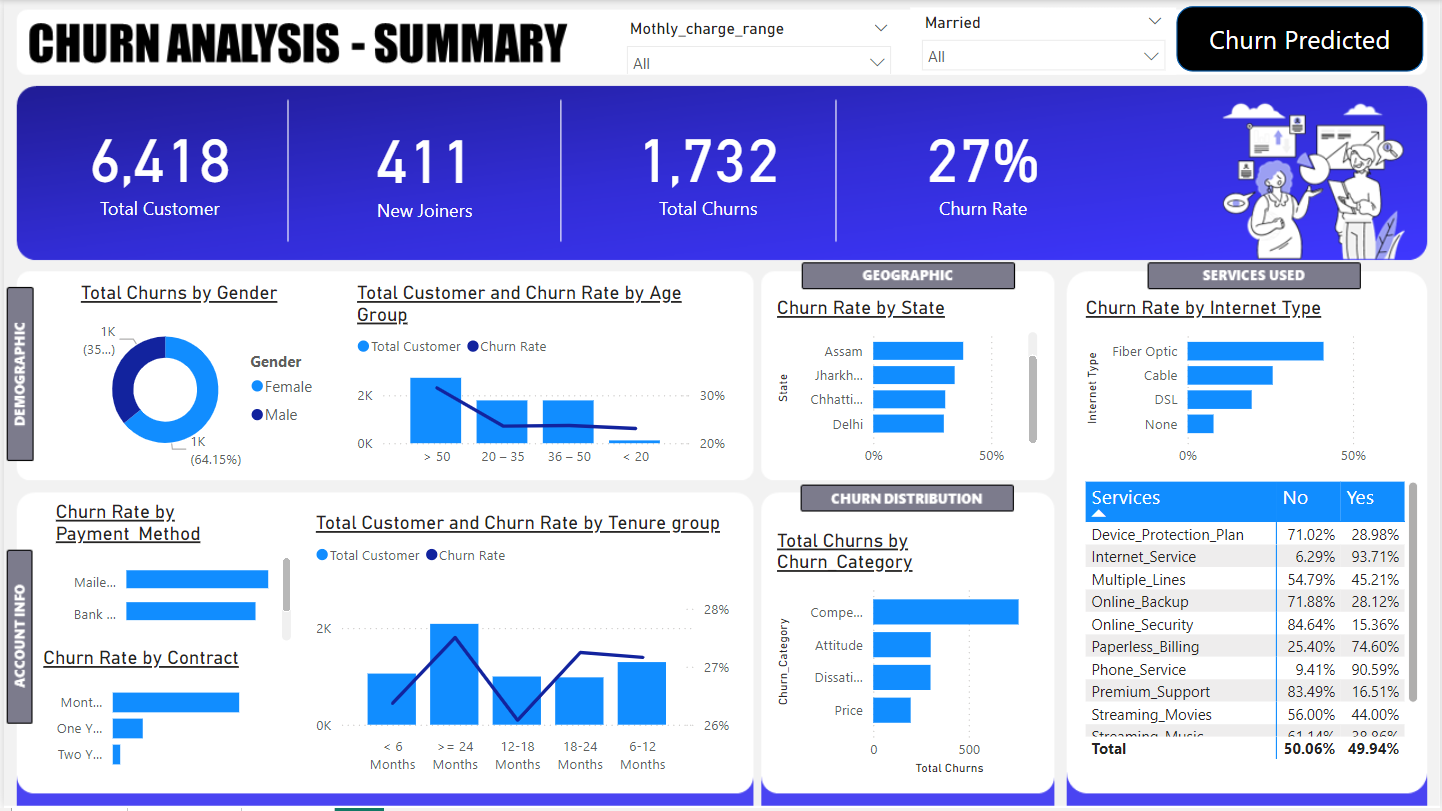 CHURN ANALYSIS - SUMMARY
Mothly_charge_range
All
Married
All
Churn Predicted
6,418
Total Customer
411
New Joiners
1,732
Total Churns
27%
Churn Rate
DEMOGRAPHIC
Total Churns by Gender
1K
(35...)
1K
(64.15%)
Gender
Female
Male
Total Customer and Churn Rate by Age
Group
Total Customer Churn Rate
2K
0K
30%
20%
> 50 20 – 35 36 – 50 < 20
GEOGRAPHIC
Churn Rate by State
State
Assam
Jharkh...
Chhatti...
Delhi
0% 50%
SERVICES USED
Churn Rate by Internet Type
Internet Type
Fiber Optic
Cable
DSL
None
0% 50%
Services No Yes
Device_Protection_Plan 71.02% 28.98%
Internet_Service 6.29% 93.71%
Multiple_Lines 54.79% 45.21%
Online_Backup 71.88% 28.12%
Online_Security 84.64% 15.36%
Paperless_Billing 25.40% 74.60%
Phone_Service 9.41% 90.59%
Premium_Support 83.49% 16.51%
Streaming_Movies 56.00% 44.00%
Streaming_Music 61.14% 38.86%
Total 50.06% 49.94%
ACCOUNT INFO
Churn Rate by
Payment_Method
Maile...
Bank ...
Churn Rate by Contract
Mont...
One Y...
Two Y...
Total Customer and Churn Rate by Tenure group
Total Customer Churn Rate
2K
0K
28%
27%
26%
< 6 >= 24 12-18 18-24 6-12
Months Months Months Months Months
CHURN DISTRIBUTION
Total Churns by
Churn_Category
Churn_Category
Compe...
Attitude
Dissati...
Price
0 500
Total Churns